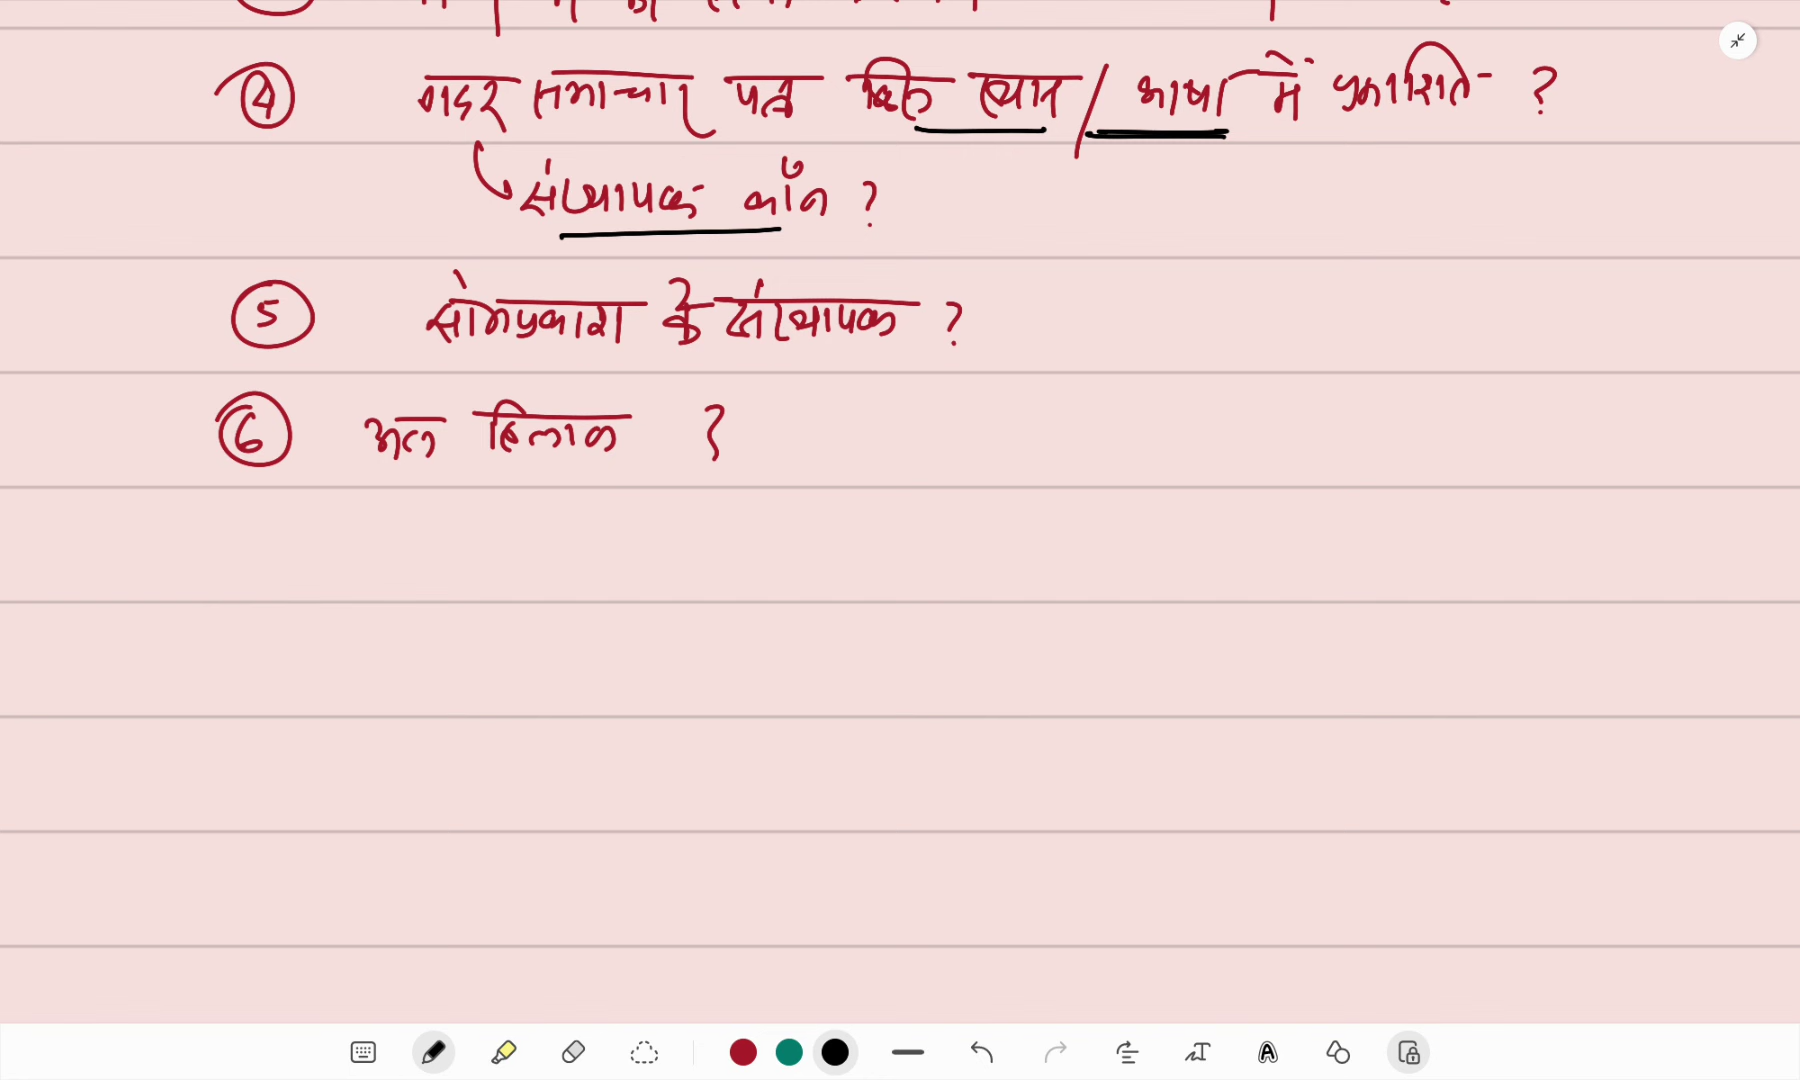 ④ गदर समाचार पत्र किस स्थान / भाषा में प्रकाशित - ?
संस्थापक कौन ?
⑤ सोमप्रकाश के संस्थापक ?
⑥ अल हिलाल ?